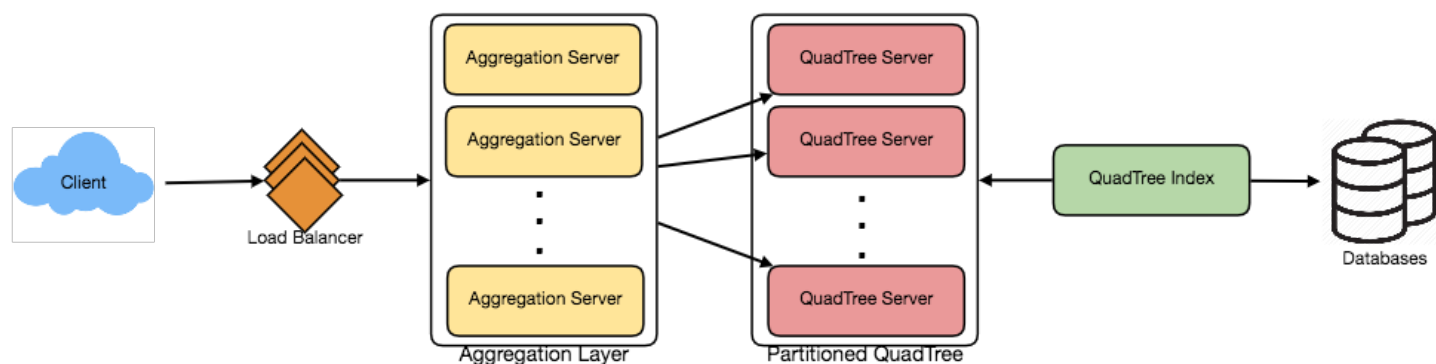 Client
Load Balancer
Aggregation Server
Aggregation Server
Aggregation Server
Aggregation Layer
QuadTree Server
QuadTree Server
QuadTree Server
Partitioned QuadTree
QuadTree Index
Databases